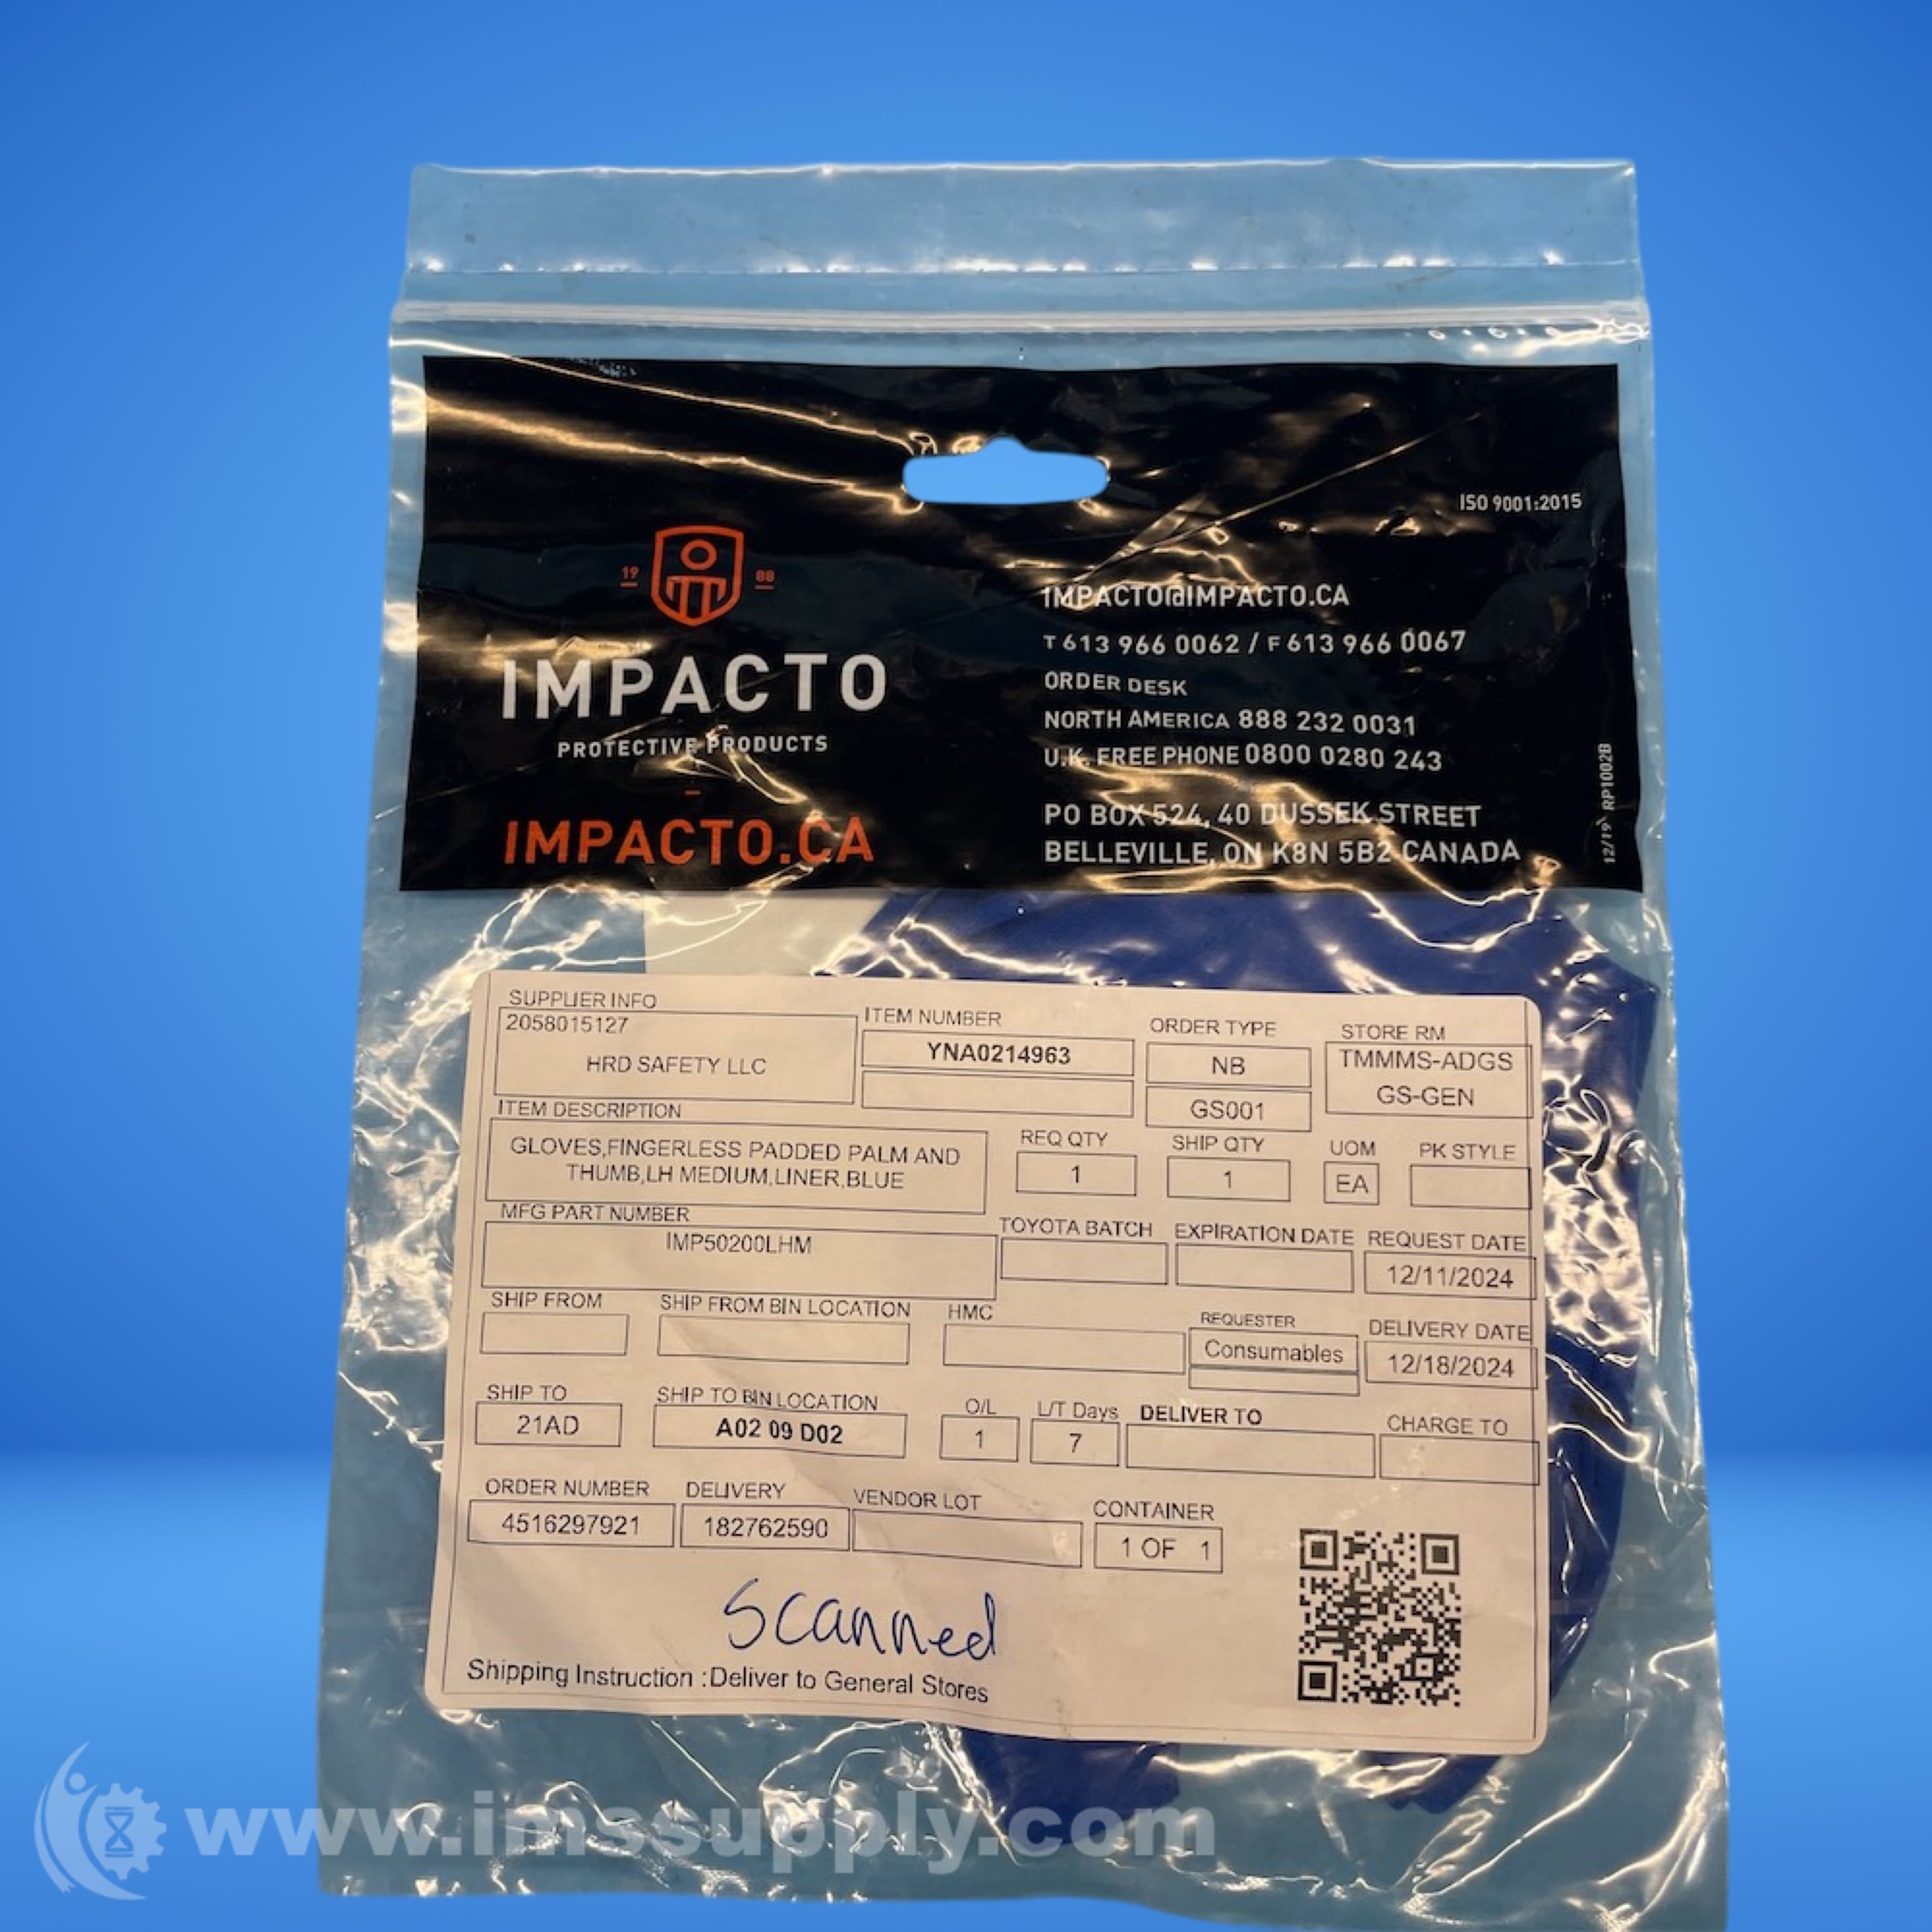 ISO 9001:2015
19 88
IMPACTO
PROTECTIVE PRODUCTS
IMPACTO.CA
IMPACTO@IMPACTO.CA
T 613 966 0062 / F 613 966 0067
ORDER DESK
NORTH AMERICA 888 232 0031
U.K. FREE PHONE 0800 0280 243
PO BOX 524, 40 DUSSEK STREET
BELLEVILLE, ON K8N 5B2 CANADA
12/19 RP1002B
SUPPLIER INFO
2058015127
HRD SAFETY LLC
ITEM NUMBER
YNA0214963
ORDER TYPE
NB
GS001
STORE RM
TMMMS-ADGS
GS-GEN
ITEM DESCRIPTION
GLOVES,FINGERLESS PADDED PALM AND
THUMB,LH MEDIUM,LINER,BLUE
REQ QTY
1
SHIP QTY
1
UOM
EA
PK STYLE
MFG PART NUMBER
IMP50200LHM
TOYOTA BATCH
EXPIRATION DATE
REQUEST DATE
12/11/2024
SHIP FROM
SHIP FROM BIN LOCATION
HMC
REQUESTER
Consumables
DELIVERY DATE
12/18/2024
SHIP TO
21AD
SHIP TO BIN LOCATION
A02 09 D02
O/L
1
L/T Days
7
DELIVER TO
CHARGE TO
ORDER NUMBER
4516297921
DELIVERY
182762590
VENDOR LOT
CONTAINER
1 OF 1
Scanned
Shipping Instruction :Deliver to General Stores
www.imssupply.com